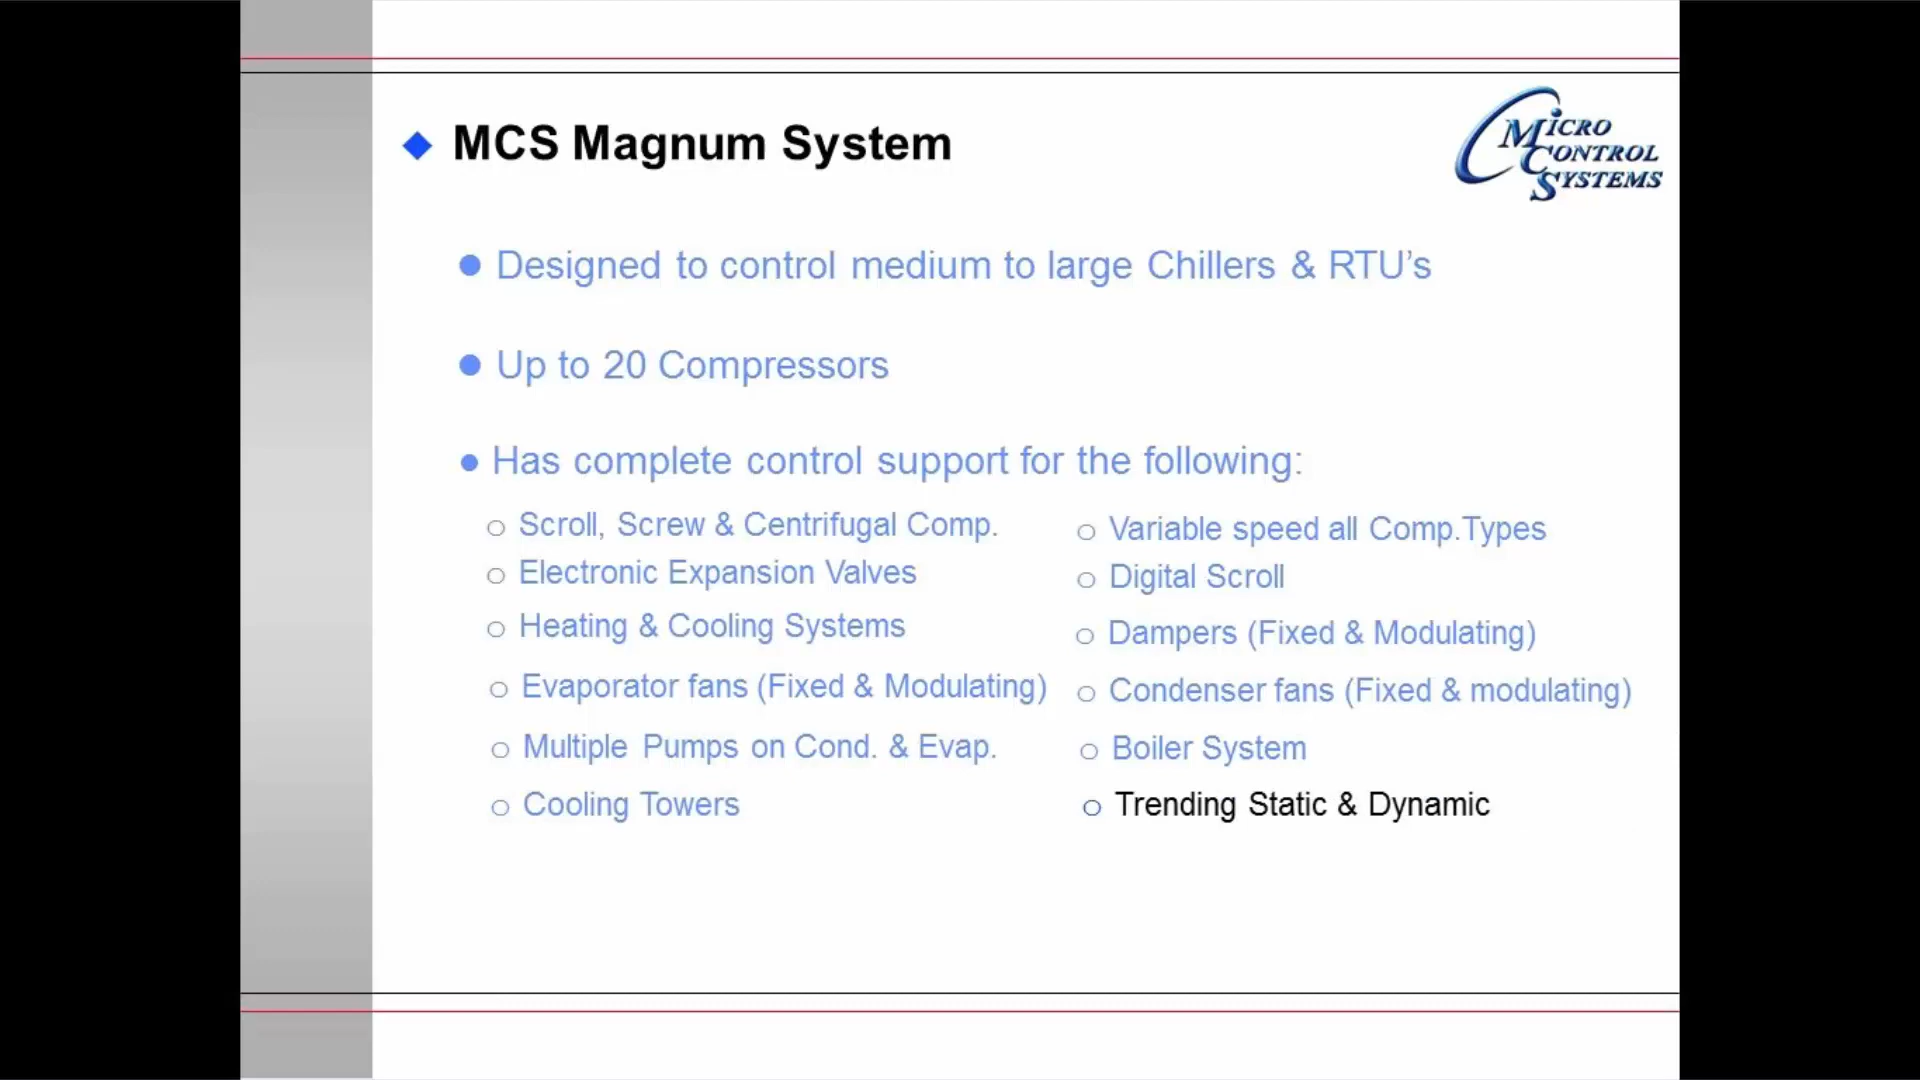 MCS Magnum System
MICRO
CONTROL
SYSTEMS
Designed to control medium to large Chillers & RTU’s
Up to 20 Compressors
Has complete control support for the following:
Scroll, Screw & Centrifugal Comp.
Electronic Expansion Valves
Heating & Cooling Systems
Evaporator fans (Fixed & Modulating)
Multiple Pumps on Cond. & Evap.
Cooling Towers
Variable speed all Comp.Types
Digital Scroll
Dampers (Fixed & Modulating)
Condenser fans (Fixed & modulating)
Boiler System
Trending Static & Dynamic